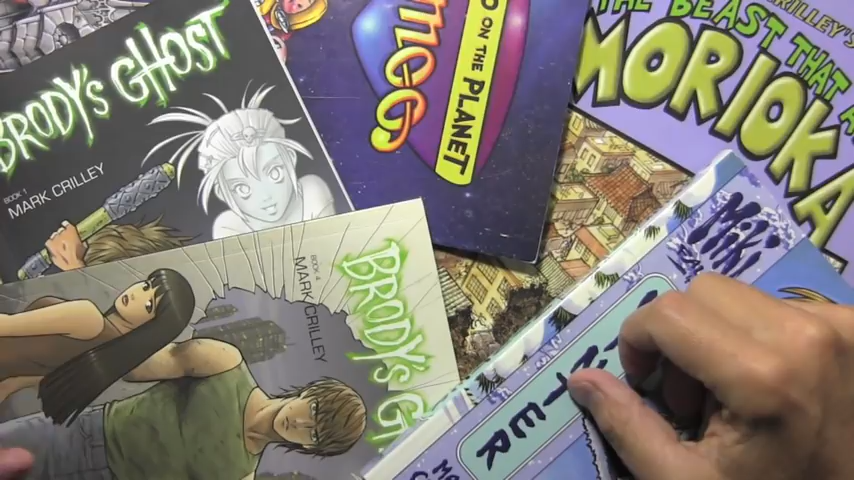 BRODY'S GHOST
BOOK 1
MARK CRILLEY
ON THE
PLANET
CRILLEY'S
THE BEAST THAT
MORIOKA
Miki
BOOK 4
MARK CRILLEY
BRODY'S